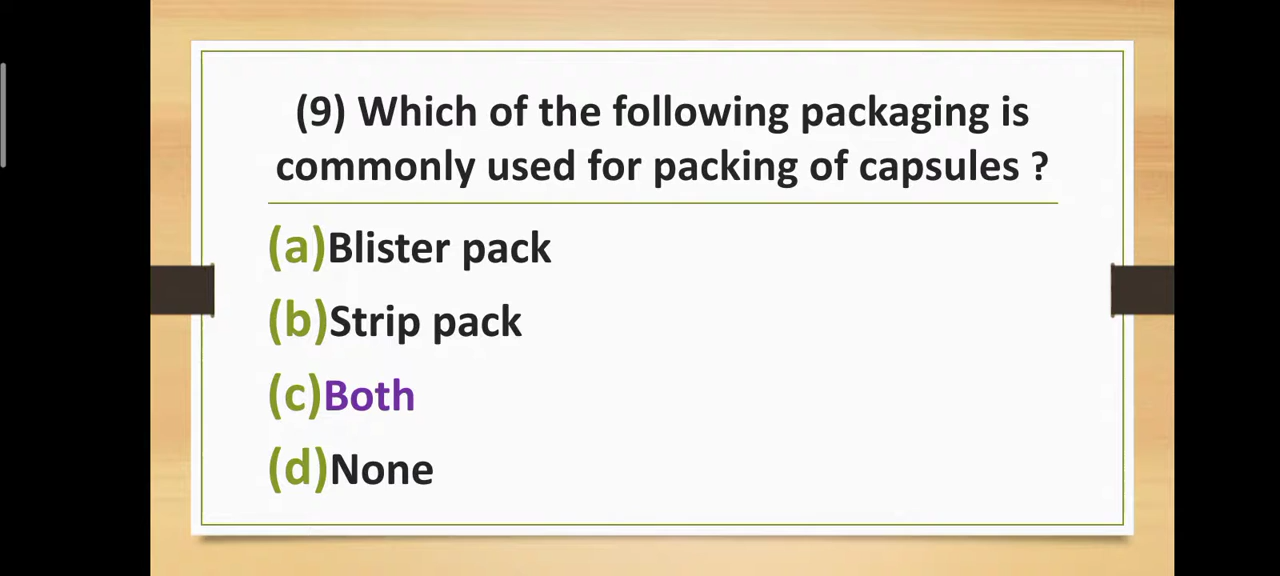 (9) Which of the following packaging is
commonly used for packing of capsules ?
(a)Blister pack
(b)Strip pack
(c)Both
(d)None